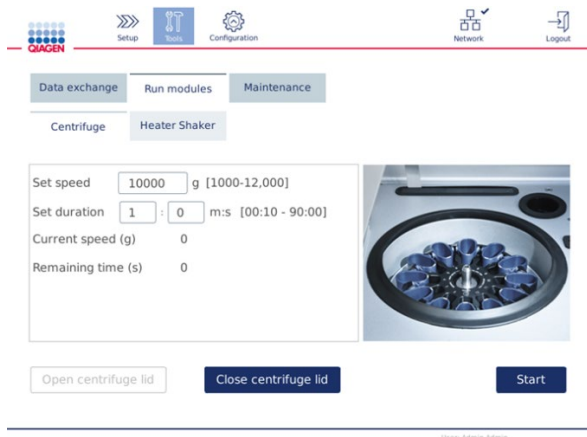 QIAGEN
Setup
Tools
Configuration
Network
Logout
Data exchange
Run modules
Maintenance
Centrifuge
Heater Shaker
Set speed 10000 g [1000-12,000]
Set duration 1 : 0 m:s [00:10 - 90:00]
Current speed (g) 0
Remaining time (s) 0
Open centrifuge lid
Close centrifuge lid
Start